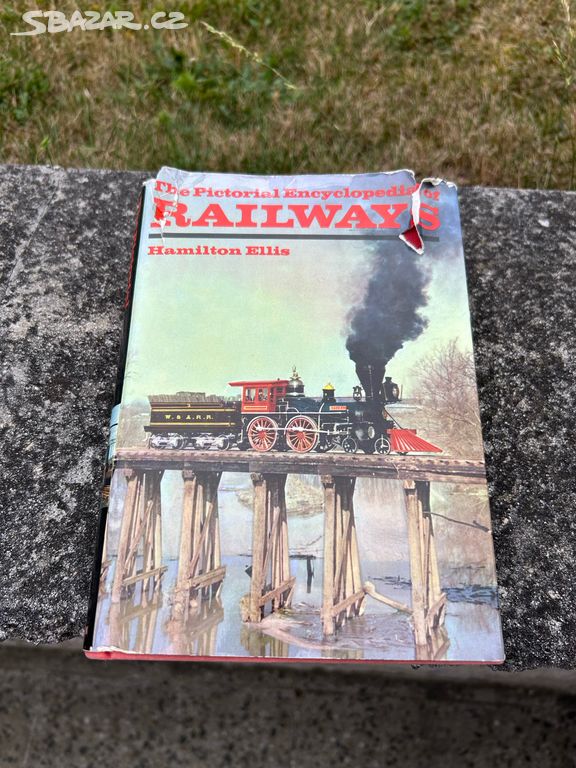 SBAZAR.CZ
The Pictorial Encyclopedia of
RAILWAYS
Hamilton Ellis
W. & A.R.R.